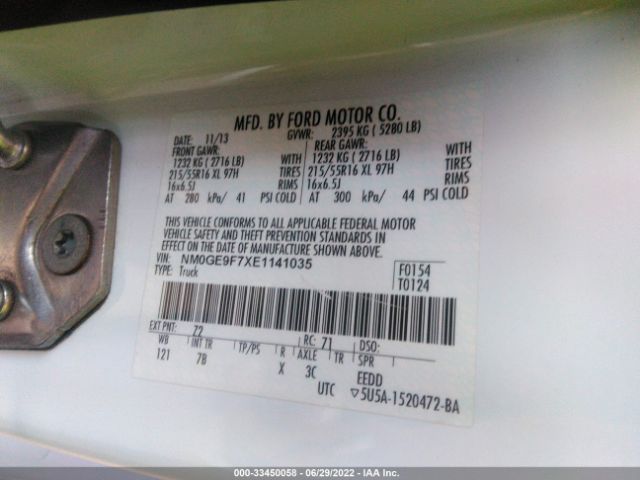 MFD. BY FORD MOTOR CO.
DATE: 11/13 GVWR: 2395 KG ( 5280 LB)
FRONT GAWR: REAR GAWR:
1232 KG ( 2716 LB) WITH 1232 KG ( 2716 LB) WITH
215/55R16 XL 97H TIRES 215/55R16 XL 97H TIRES
16x6.5J RIMS 16x6.5J RIMS
AT 280 kPa/ 41 PSI COLD AT 300 kPa/ 44 PSI COLD
THIS VEHICLE CONFORMS TO ALL APPLICABLE FEDERAL MOTOR
VEHICLE SAFETY AND THEFT PREVENTION STANDARDS IN
EFFECT ON THE DATE OF MANUFACTURE SHOWN ABOVE.
VIN: NM0GE9F7XE1141035 F0154
TYPE: Truck T0124
EXT PNT: Z2 RC: 71 DSO:
WB INT TR TP/PS R AXLE TR SPR
121 7B X 3C EEDD
UTC ▽5U5A-1520472-BA
000-33450058 - 06/29/2022 - IAA Inc.